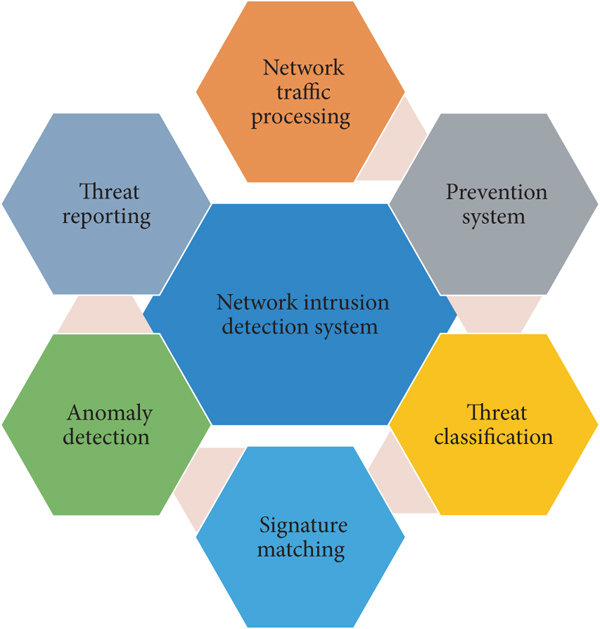 Network
traffic
processing
Threat
reporting
Prevention
system
Network intrusion
detection system
Anomaly
detection
Threat
classification
Signature
matching